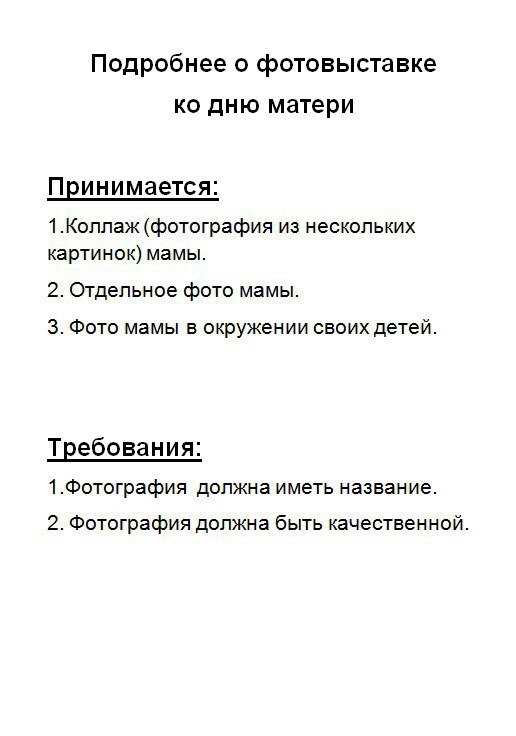 Подробнее о фотовыставке
ко дню матери
Принимается:
1.Коллаж (фотография из нескольких
картинок) мамы.
2. Отдельное фото мамы.
3. Фото мамы в окружении своих детей.
Требования:
1.Фотография  должна иметь название.
2. Фотография должна быть качественной.